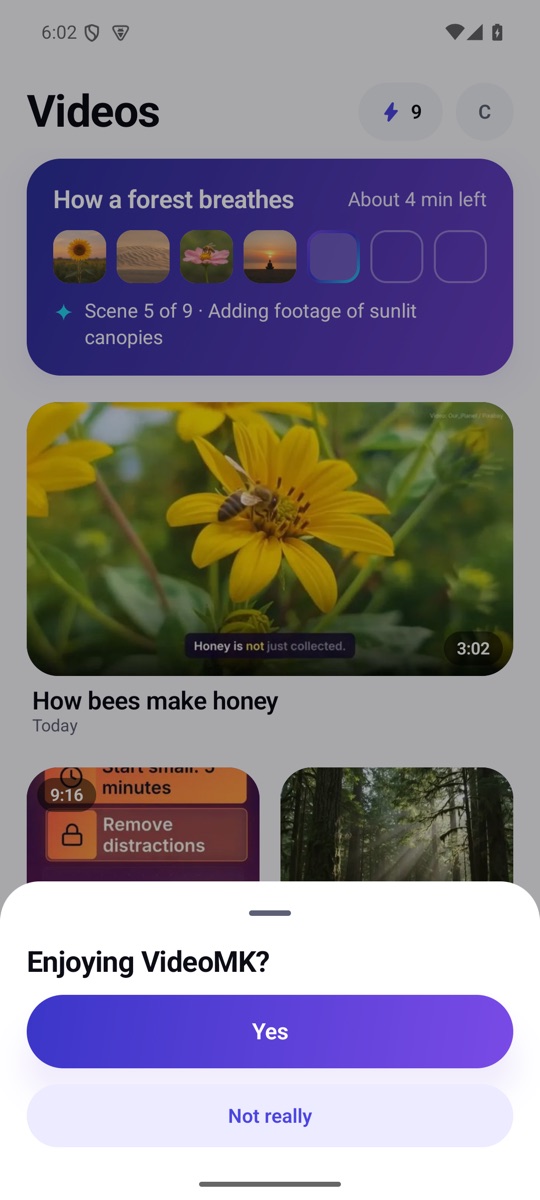 6:02
Videos
9
C
How a forest breathes
About 4 min left
Scene 5 of 9 · Adding footage of sunlit
canopies
Honey is not just collected.
3:02
How bees make honey
Today
Start small: 5
minutes
9:16
Remove
distractions
Enjoying VideoMK?
Yes
Not really